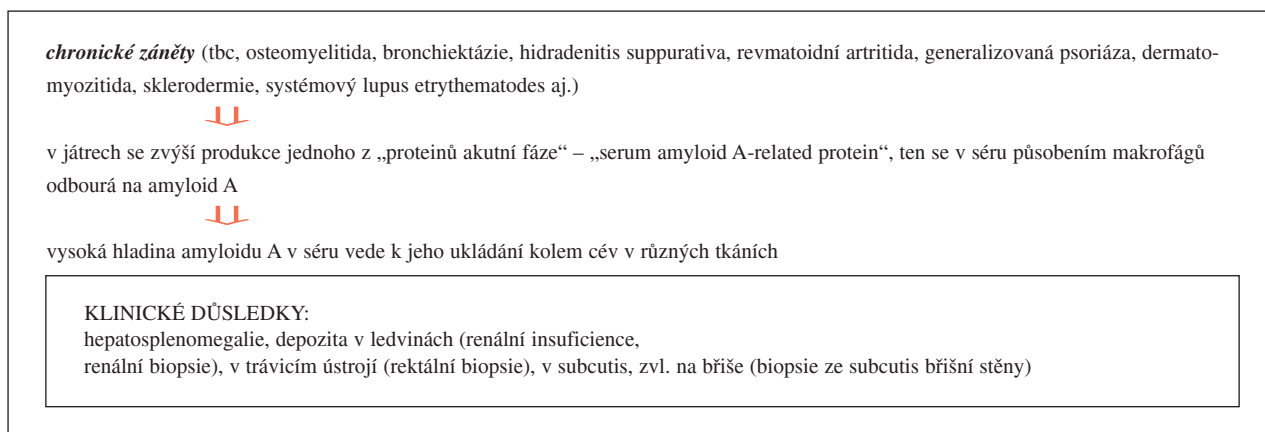 chronické záněty (tbc, osteomyelitida, bronchiektázie, hidradenitis suppurativa, revmatoidní artritida, generalizovaná psoriáza, dermato-
myozitida, sklerodermie, systémový lupus etrythematodes aj.)
v játrech se zvýší produkce jednoho z „proteinů akutní fáze“ – „serum amyloid A-related protein“, ten se v séru působením makrofágů
odbourá na amyloid A
vysoká hladina amyloidu A v séru vede k jeho ukládání kolem cév v různých tkáních
KLINICKÉ DŮSLEDKY:
hepatosplenomegalie, depozita v ledvinách (renální insuficience,
renální biopsie), v trávicím ústrojí (rektální biopsie), v subcutis, zvl. na břiše (biopsie ze subcutis břišní stěny)